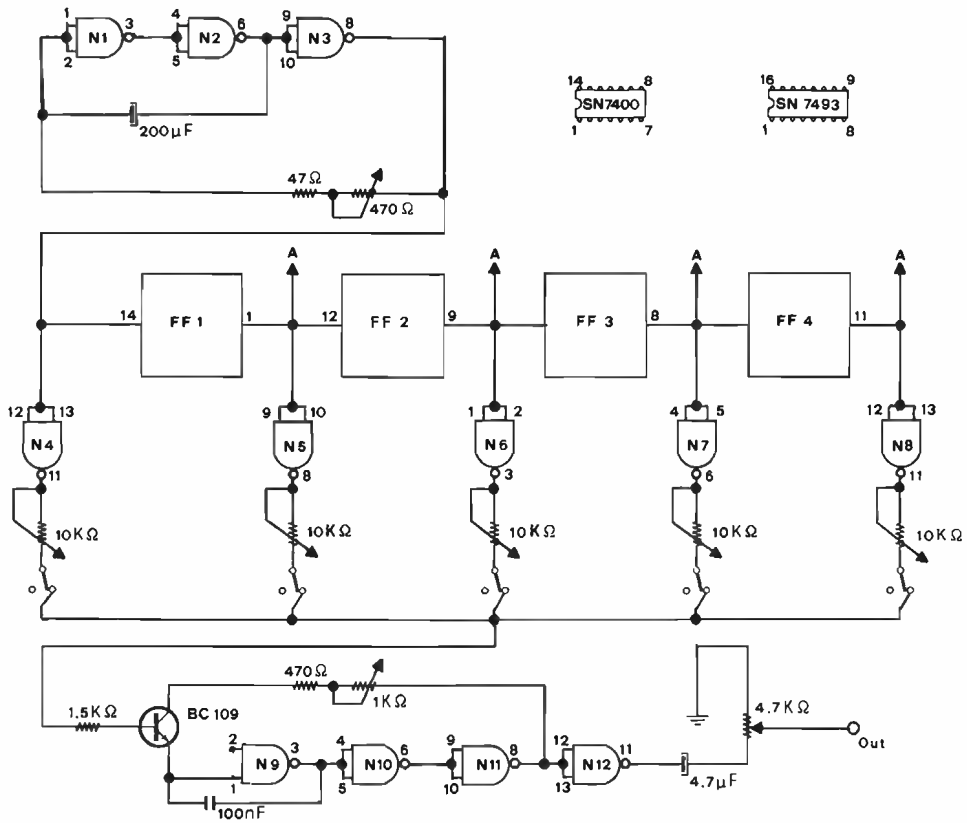 1 3 4 6 9 8
N1 N2 N3
2 5 10
200µF
14 8
SN7400
1 7
16 9
SN 7493
1 8
47Ω
470Ω
A A A A
14 FF 1 1 12 FF 2 9 FF 3 8 FF 4 11
12 13 9 10 1 2 4 5 12 13
N4 N5 N6 N7 N8
11 8 3 6 11
10KΩ 10KΩ 10KΩ 10KΩ 10KΩ
470Ω
1KΩ
1.5KΩ
BC 109
4.7KΩ
Out
2 3 4 6 9 8 12 11
N9 N10 N11 N12
1 5 10 13
100nF
4.7µF